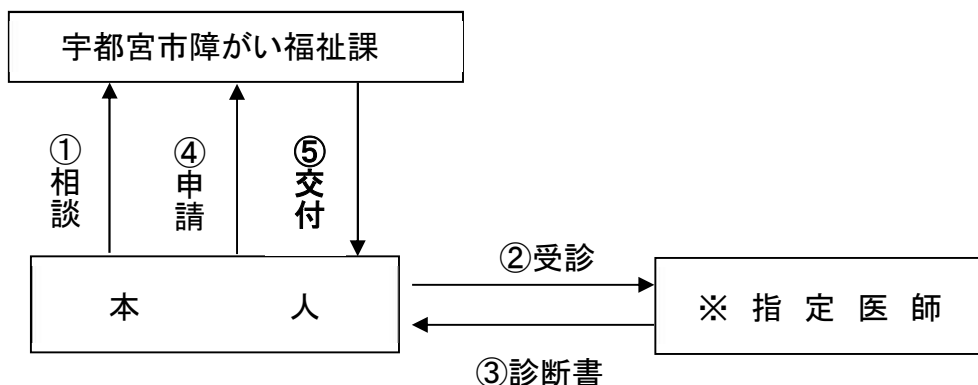 宇都宮市障がい福祉課
①相談
④申請
⑤交付
②受診
本　人
※ 指 定 医 師
③診断書